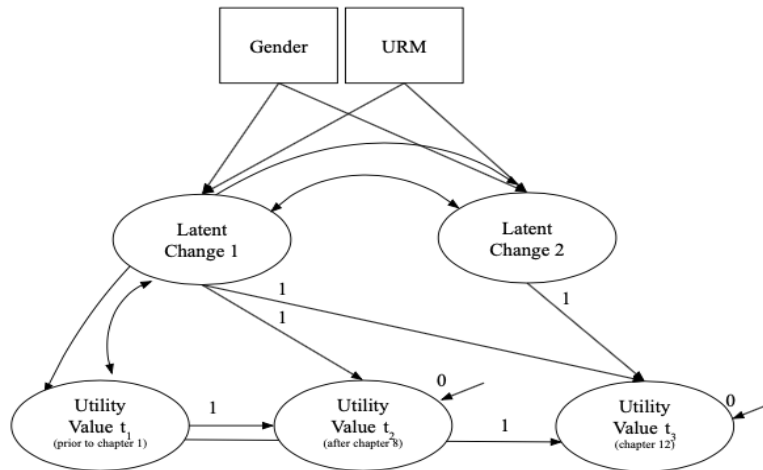 Gender
URM
Latent
Change 1
Latent
Change 2
1
1
1
Utility
Value t1
(prior to chapter 1)
1
Utility
Value t2
(after chapter 8)
0
1
Utility
Value t3
(chapter 12)
0